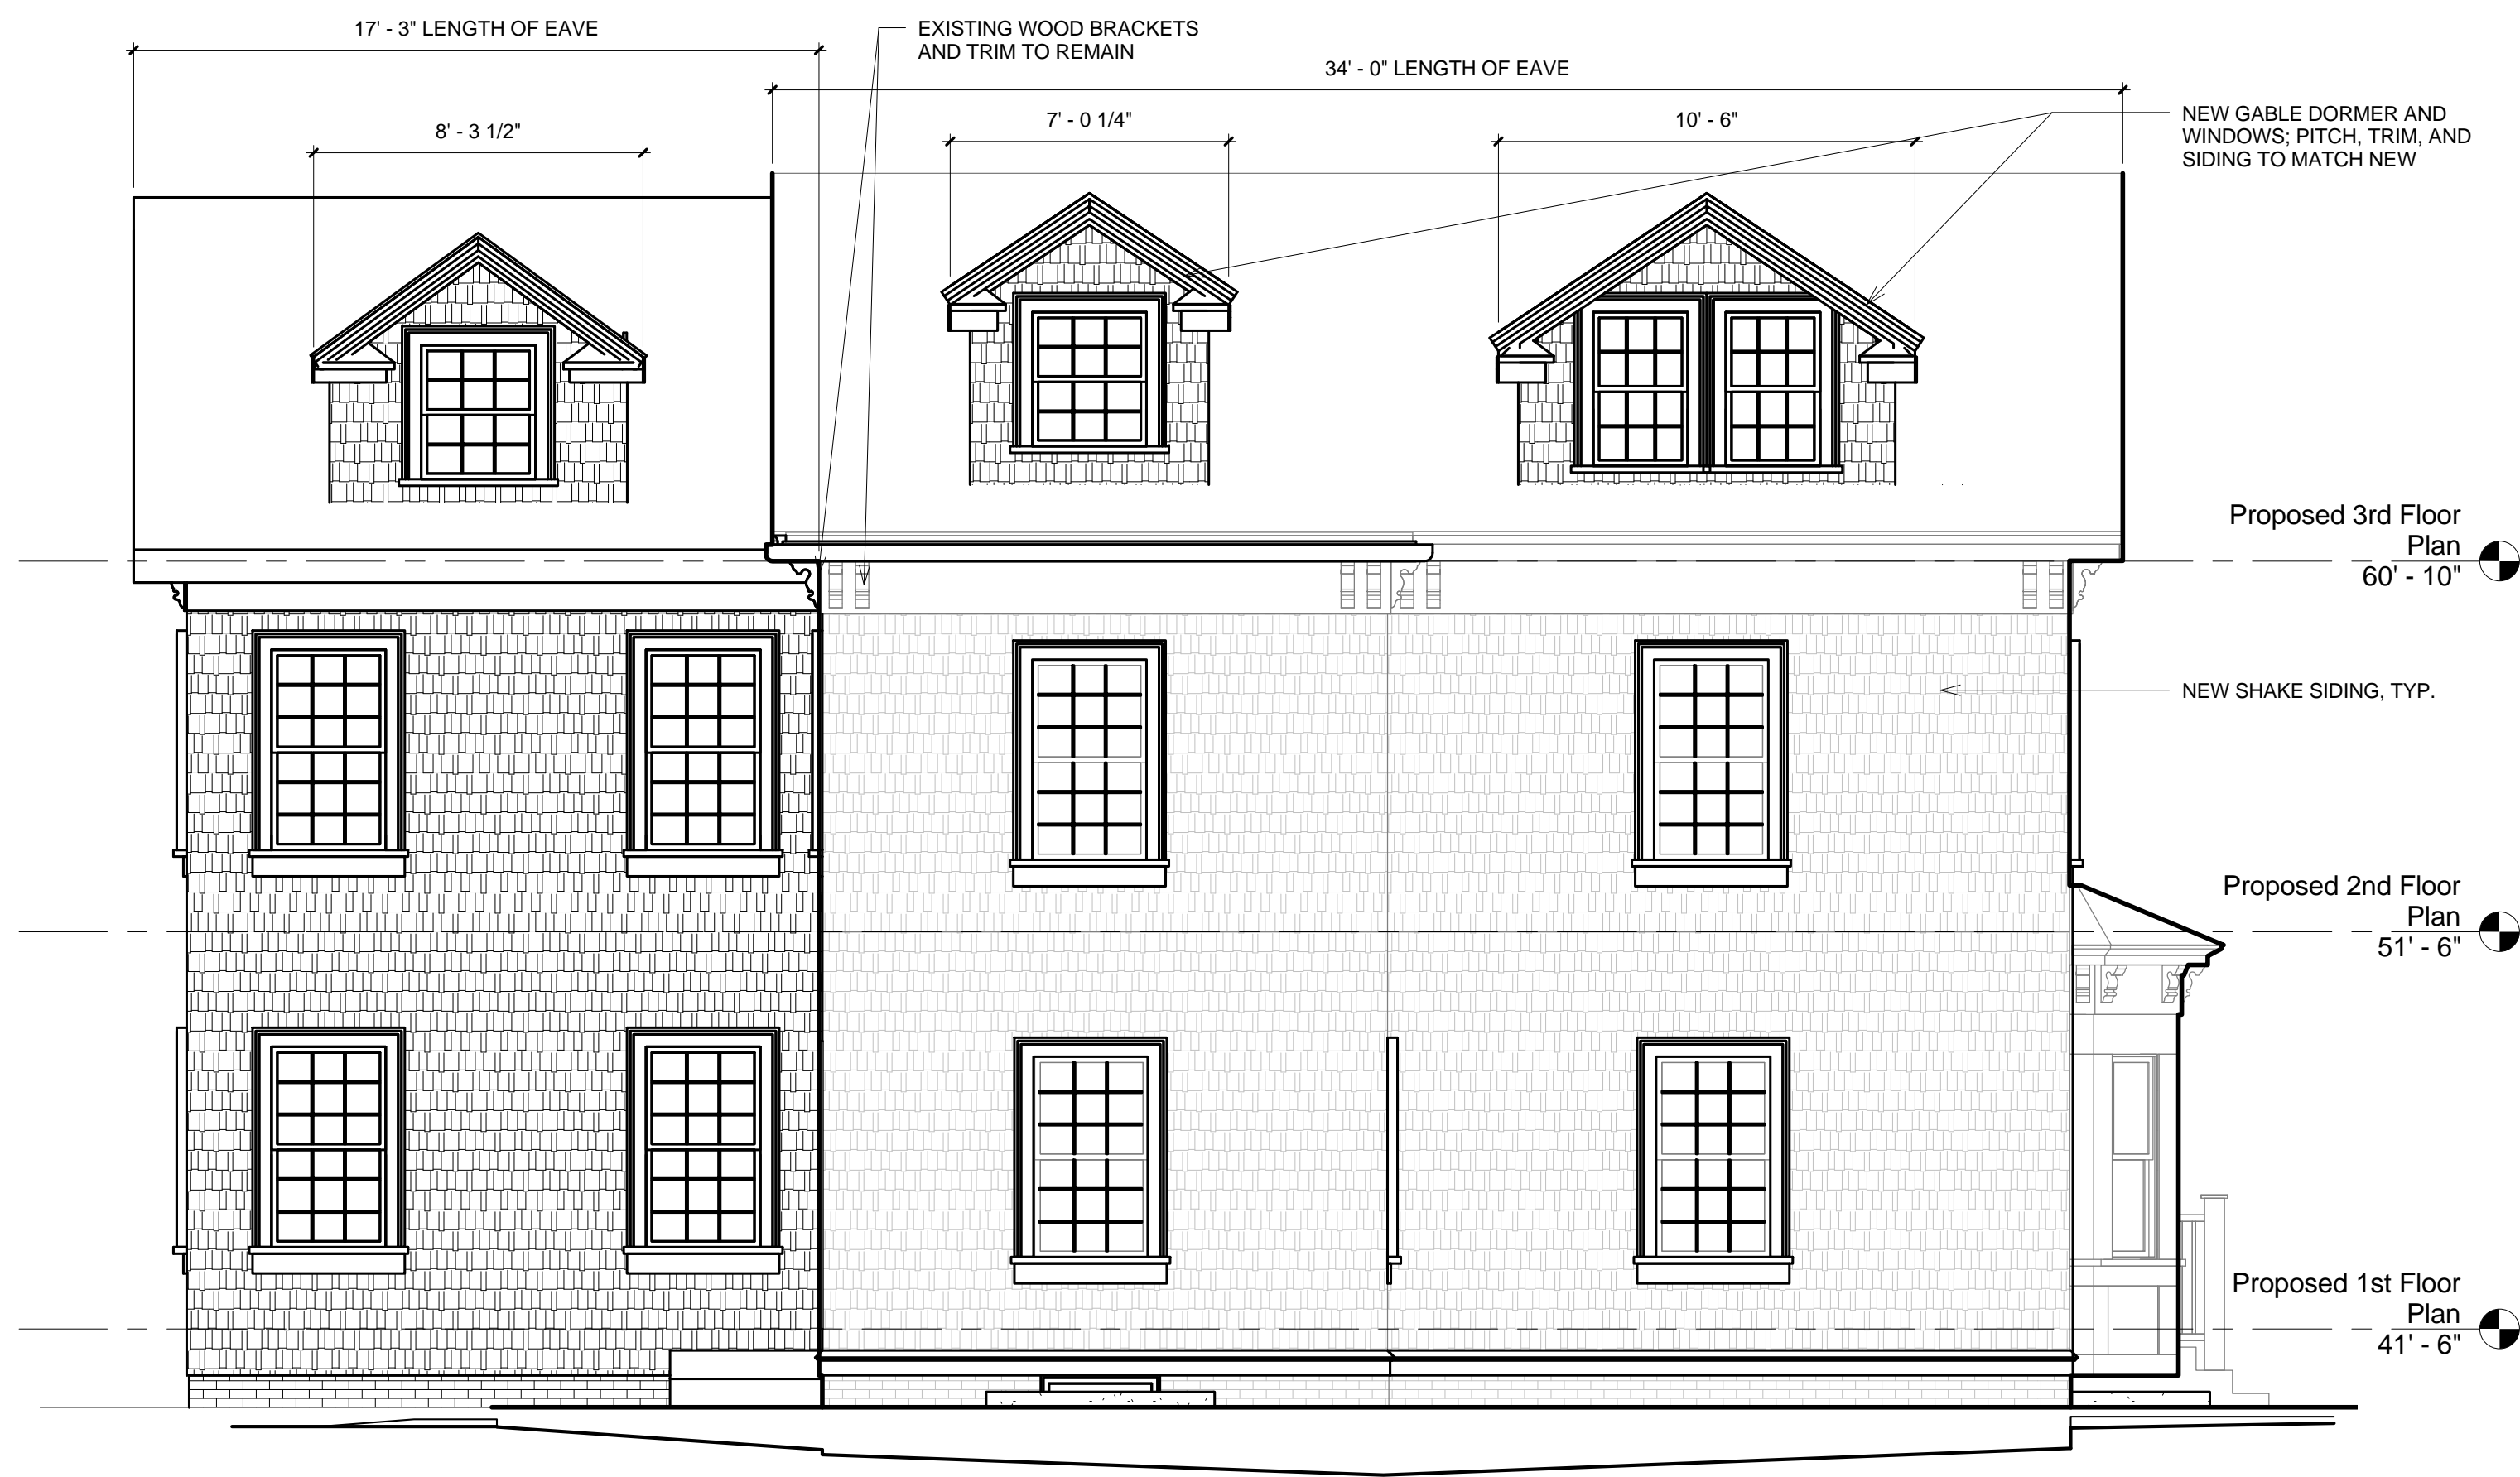 17' - 3" LENGTH OF EAVE
EXISTING WOOD BRACKETS
AND TRIM TO REMAIN
34' - 0" LENGTH OF EAVE
8' - 3 1/2"
7' - 0 1/4"
10' - 6"
NEW GABLE DORMER AND
WINDOWS; PITCH, TRIM, AND
SIDING TO MATCH NEW
Proposed 3rd Floor
Plan
60' - 10"
NEW SHAKE SIDING, TYP.
Proposed 2nd Floor
Plan
51' - 6"
Proposed 1st Floor
Plan
41' - 6"